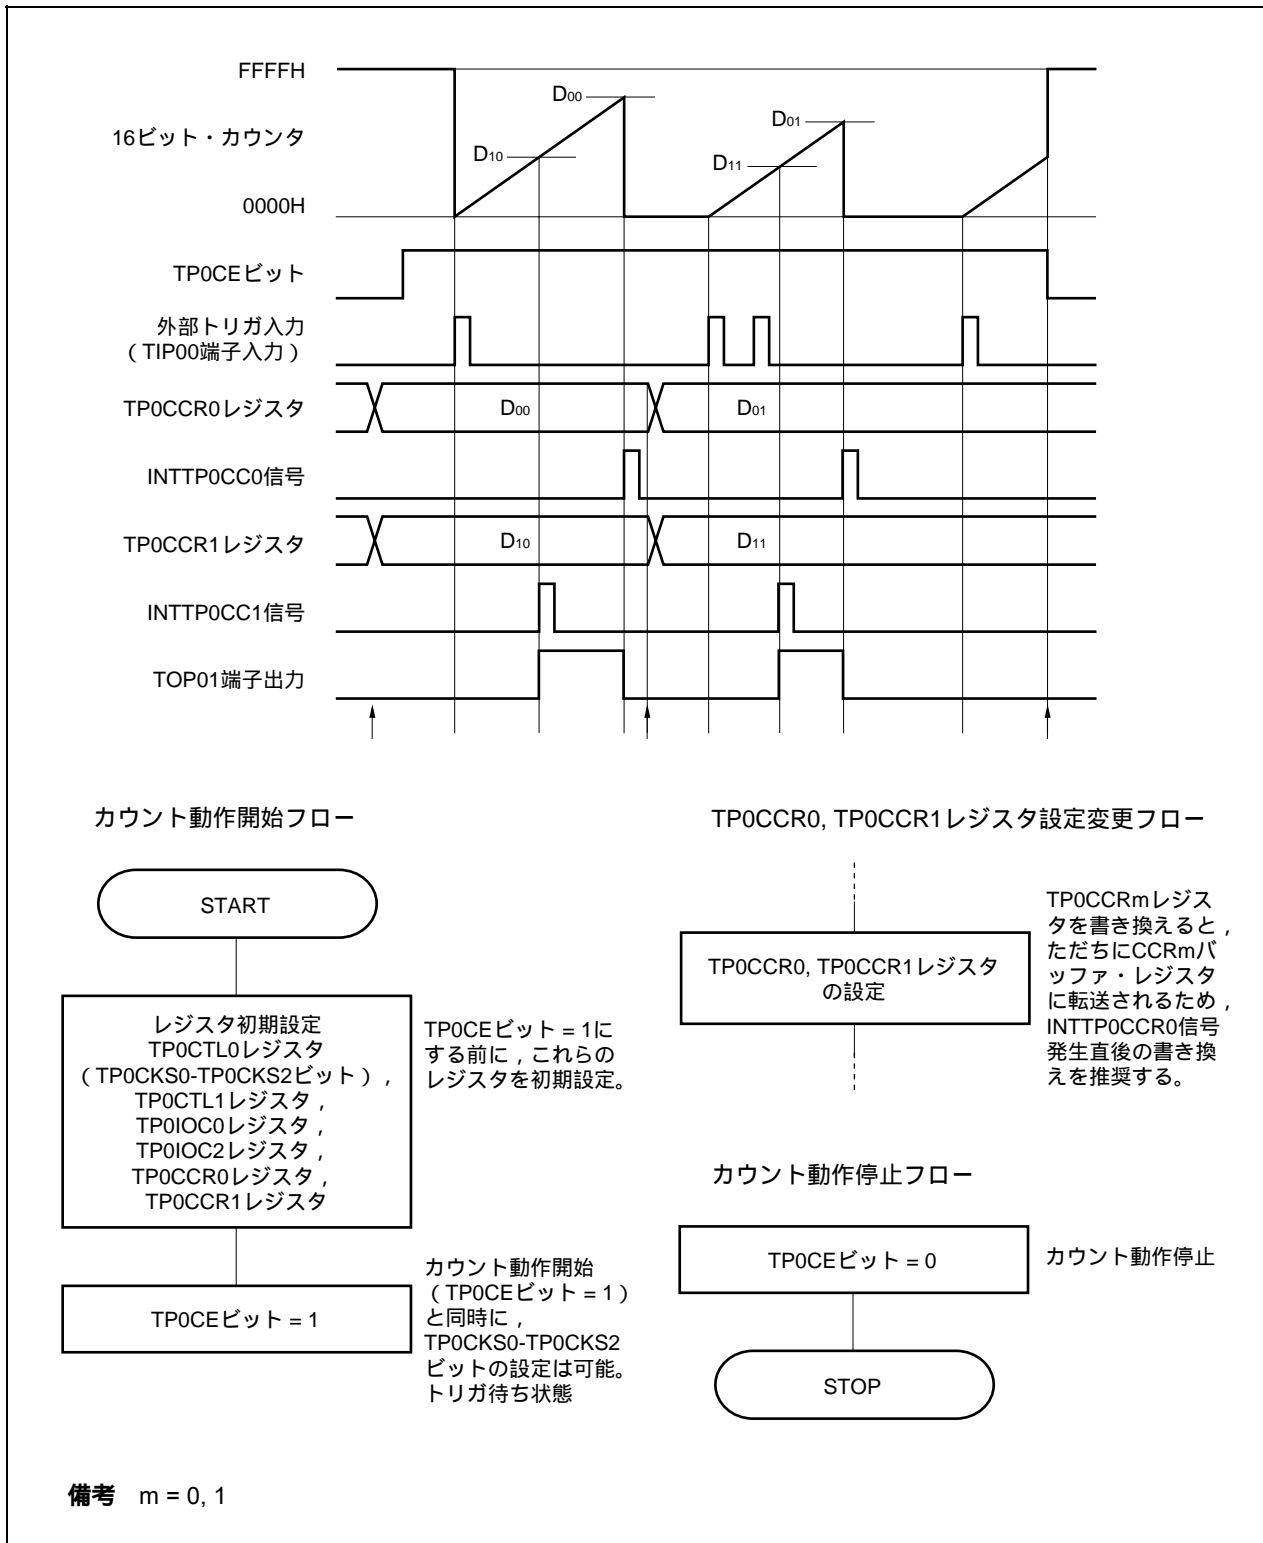 FFFFH
16ビット・カウンタ
0000H
D00
D10
D01
D11
TP0CEビット
外部トリガ入力
（TIP00端子入力）
TP0CCR0レジスタ
D00
D01
INTTP0CC0信号
TP0CCR1レジスタ
D10
D11
INTTP0CC1信号
TOP01端子出力
カウント動作開始フロー
START
レジスタ初期設定
TP0CTL0レジスタ
（TP0CKS0-TP0CKS2ビット），
TP0CTL1レジスタ，
TP0IOC0レジスタ，
TP0IOC2レジスタ，
TP0CCR0レジスタ，
TP0CCR1レジスタ
TP0CEビット = 1に
する前に，これらの
レジスタを初期設定。
TP0CEビット = 1
カウント動作開始
（TP0CEビット = 1）
と同時に，
TP0CKS0-TP0CKS2
ビットの設定は可能。
トリガ待ち状態
TP0CCR0, TP0CCR1レジスタ設定変更フロー
TP0CCR0, TP0CCR1レジスタ
の設定
TP0CCRmレジス
タを書き換えると，
ただちにCCRmバ
ッファ・レジスタ
に転送されるため，
INTTP0CCR0信号
発生直後の書き換
えを推奨する。
カウント動作停止フロー
TP0CEビット = 0
カウント動作停止
STOP
備考 m = 0, 1